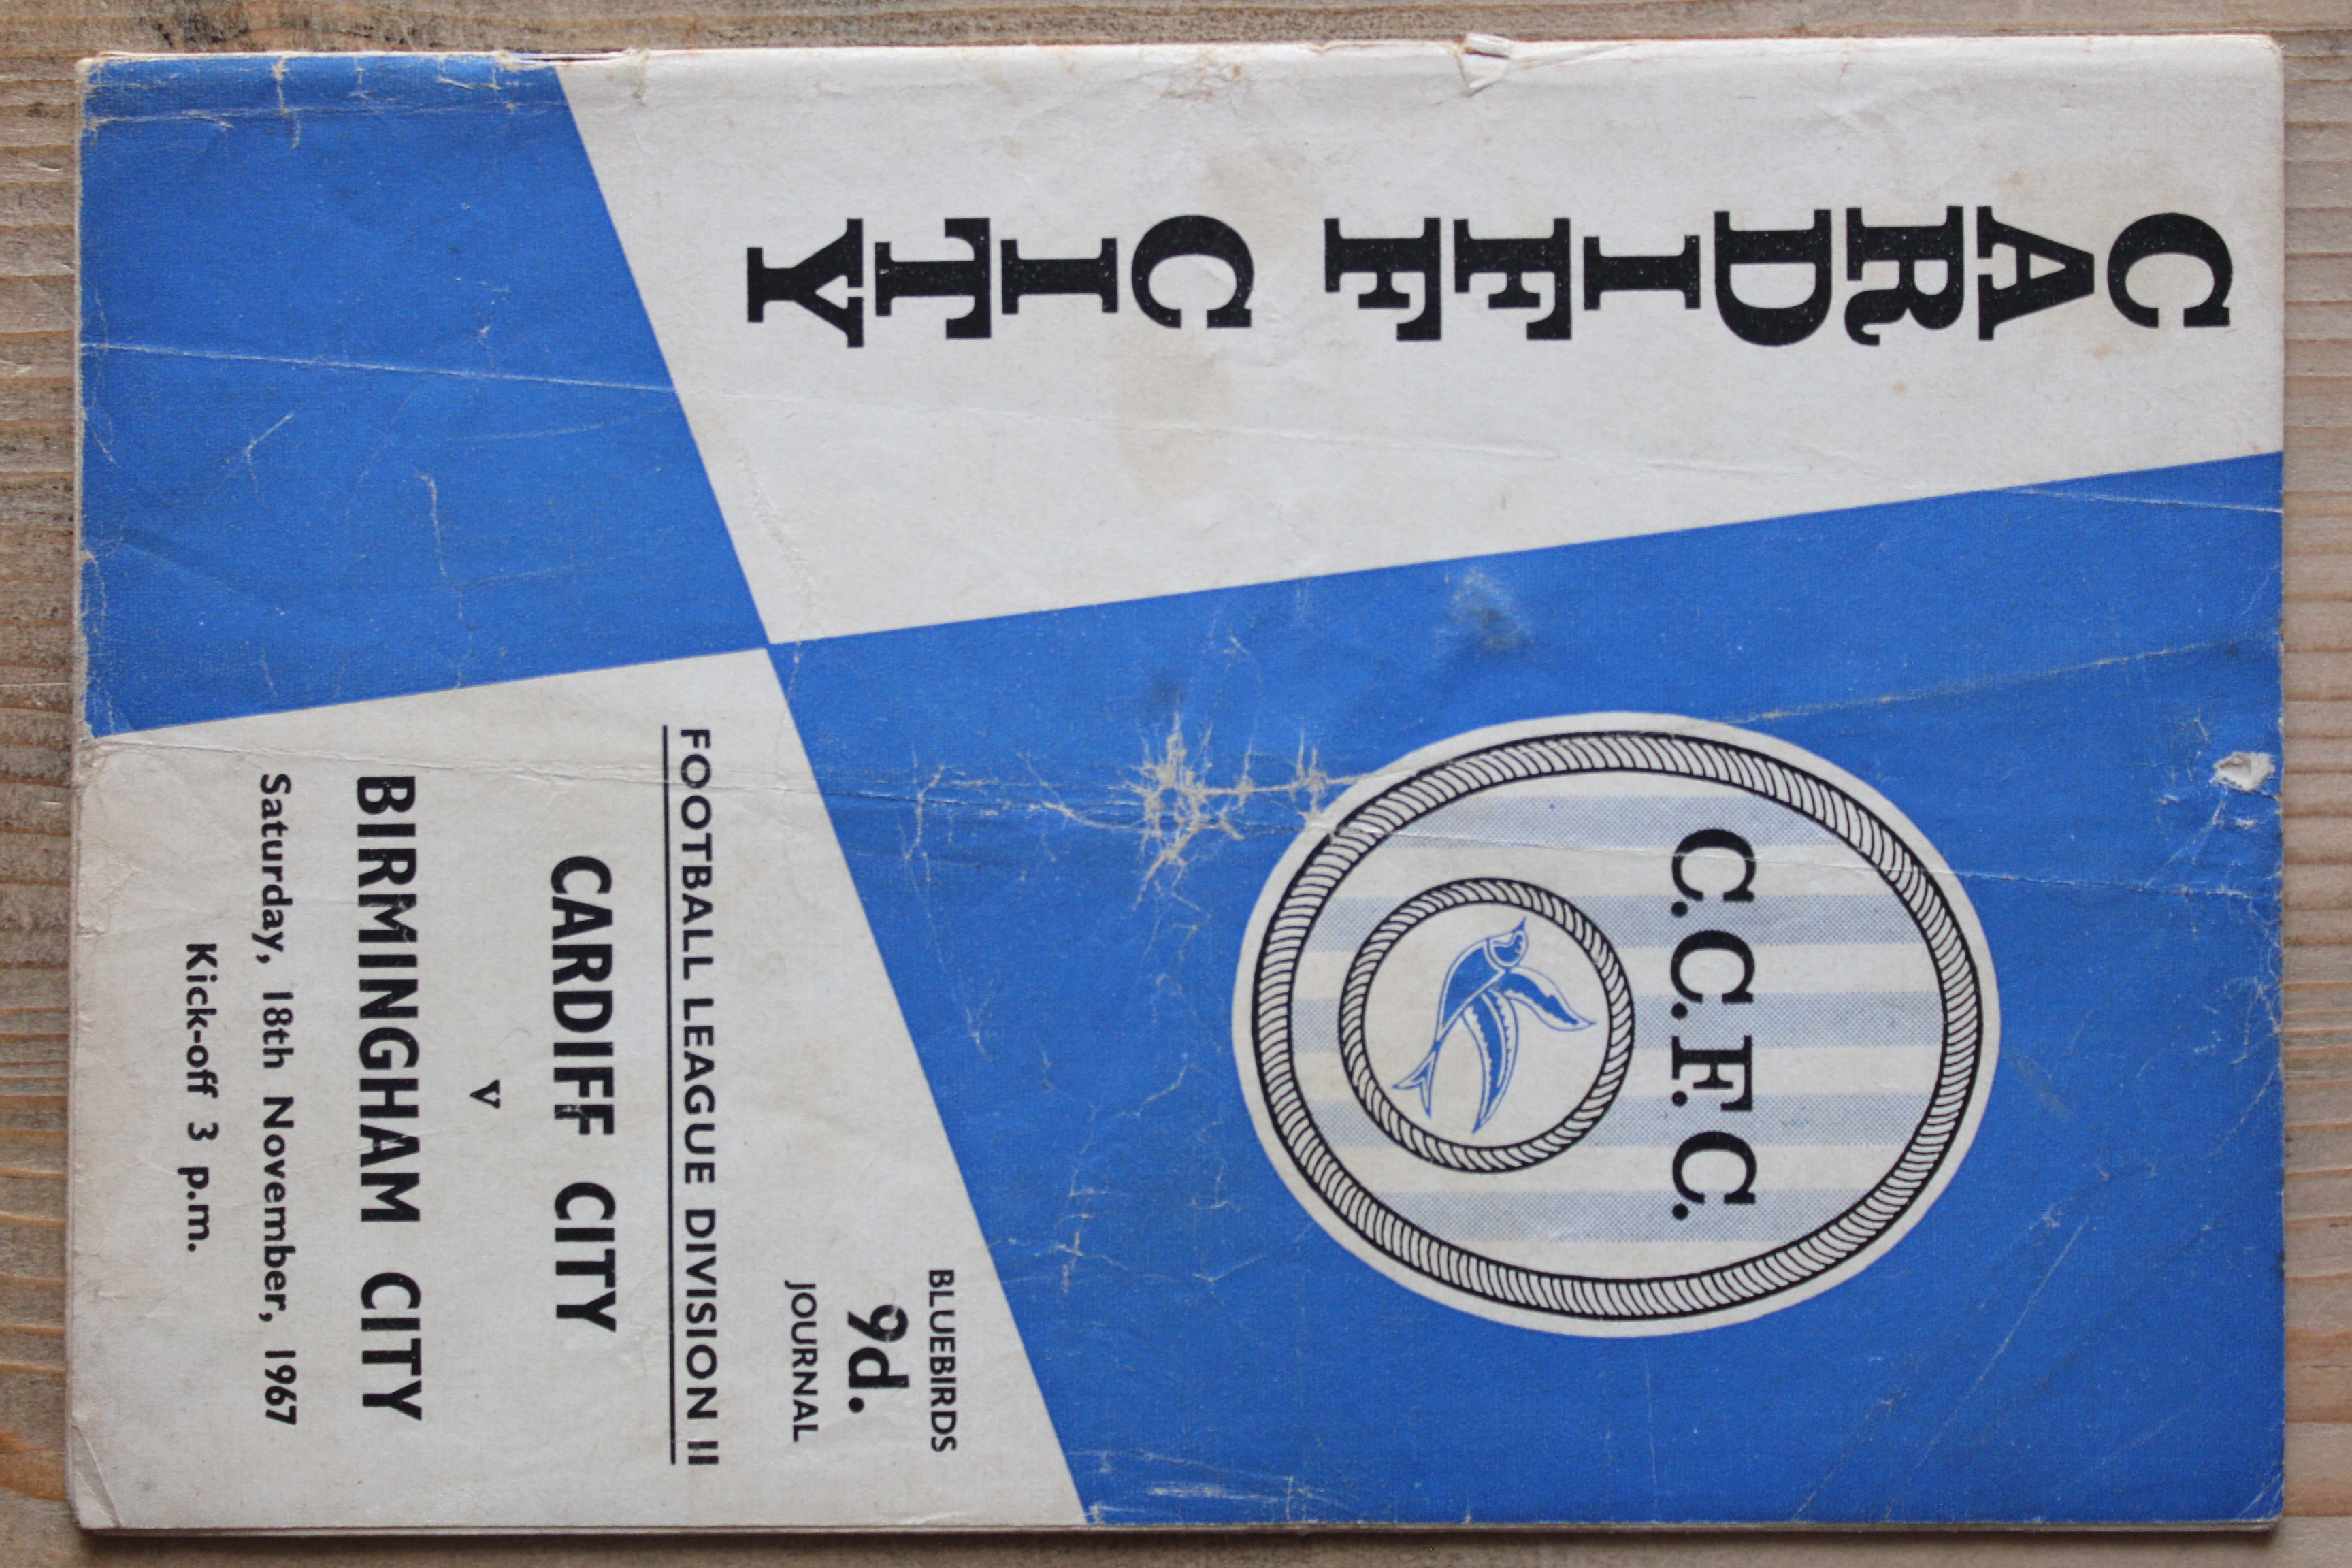 CARDIFF CITY
C.C.F.C.
BLUEBIRDS
9d.
JOURNAL
FOOTBALL LEAGUE DIVISION II
CARDIFF CITY
v
BIRMINGHAM CITY
Saturday, 18th November, 1967
Kick-off 3 p.m.